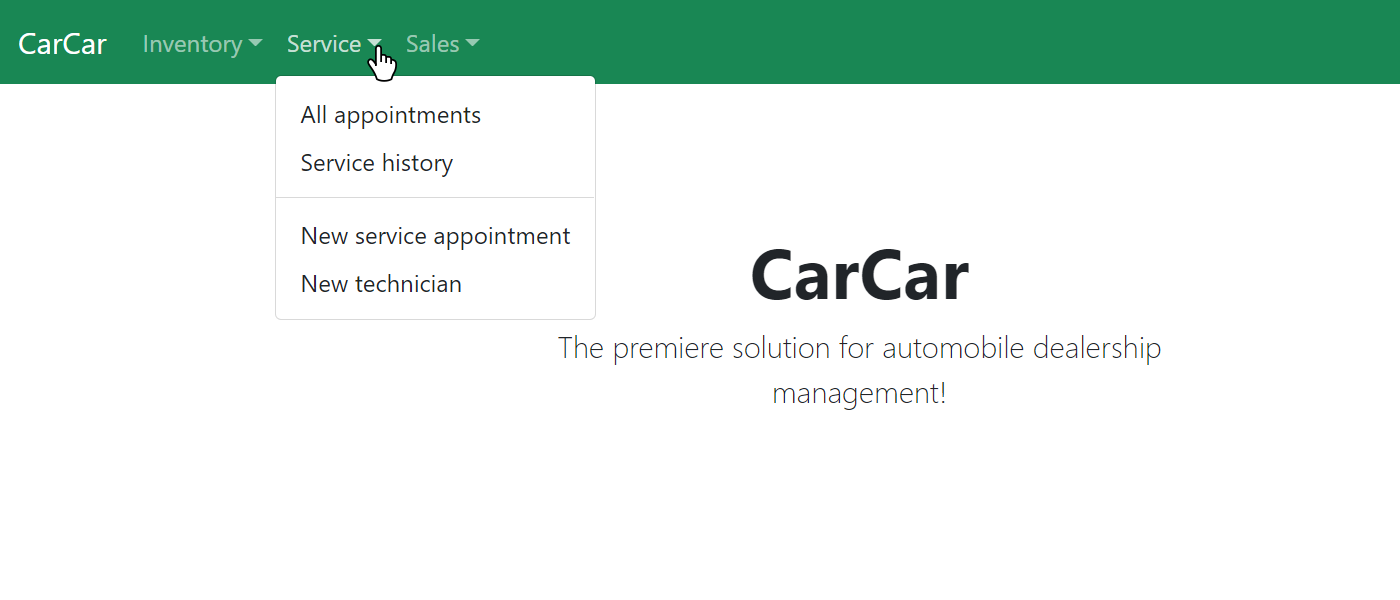 CarCar Inventory Service Sales
All appointments
Service history
New service appointment
New technician
CarCar
The premiere solution for automobile dealership
management!